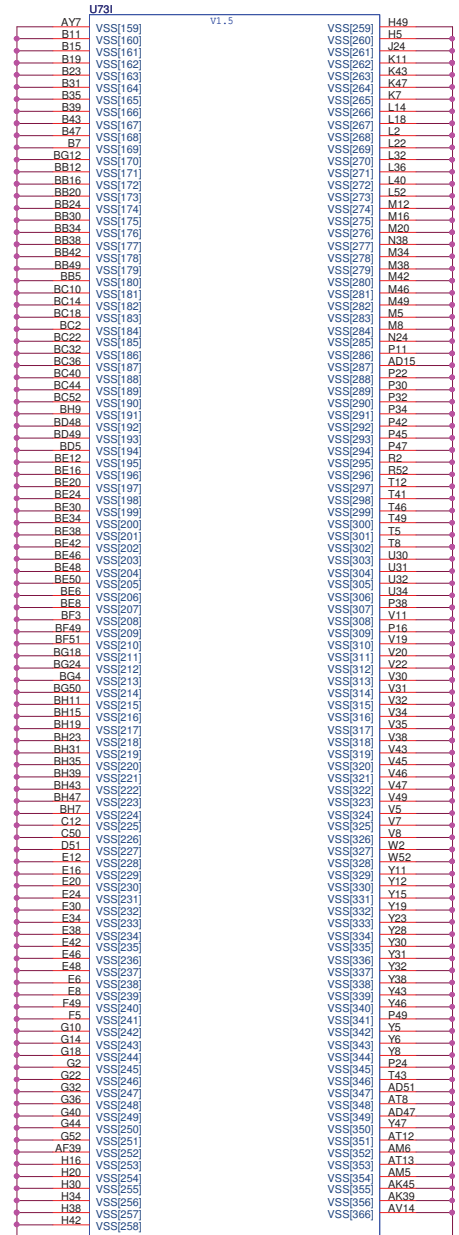 U73I
V1.5
AY7 VSS[159] VSS[259] H49
B11 VSS[160] VSS[260] H5
B15 VSS[161] VSS[261] J24
B19 VSS[162] VSS[262] K11
B23 VSS[163] VSS[263] K43
B31 VSS[164] VSS[264] K47
B35 VSS[165] VSS[265] K7
B39 VSS[166] VSS[266] L14
B43 VSS[167] VSS[267] L18
B47 VSS[168] VSS[268] L2
B7 VSS[169] VSS[269] L22
BG12 VSS[170] VSS[270] L32
BB12 VSS[171] VSS[271] L36
BB16 VSS[172] VSS[272] L40
BB20 VSS[173] VSS[273] L52
BB24 VSS[174] VSS[274] M12
BB30 VSS[175] VSS[275] M16
BB34 VSS[176] VSS[276] M20
BB38 VSS[177] VSS[277] N38
BB42 VSS[178] VSS[278] M34
BB49 VSS[179] VSS[279] M38
BB5 VSS[180] VSS[280] M42
BC10 VSS[181] VSS[281] M46
BC14 VSS[182] VSS[282] M49
BC18 VSS[183] VSS[283] M5
BC2 VSS[184] VSS[284] M8
BC22 VSS[185] VSS[285] N24
BC32 VSS[186] VSS[286] P11
BC36 VSS[187] VSS[287] AD15
BC40 VSS[188] VSS[288] P22
BC44 VSS[189] VSS[289] P30
BC52 VSS[190] VSS[290] P32
BH9 VSS[191] VSS[291] P34
BD48 VSS[192] VSS[292] P42
BD49 VSS[193] VSS[293] P45
BD5 VSS[194] VSS[294] P47
BE12 VSS[195] VSS[295] R2
BE16 VSS[196] VSS[296] R52
BE20 VSS[197] VSS[297] T12
BE24 VSS[198] VSS[298] T41
BE30 VSS[199] VSS[299] T46
BE34 VSS[200] VSS[300] T49
BE38 VSS[201] VSS[301] T5
BE42 VSS[202] VSS[302] T8
BE46 VSS[203] VSS[303] U30
BE48 VSS[204] VSS[304] U31
BE50 VSS[205] VSS[305] U32
BE6 VSS[206] VSS[306] U34
BE8 VSS[207] VSS[307] P38
BF3 VSS[208] VSS[308] V11
BF49 VSS[209] VSS[309] P16
BF51 VSS[210] VSS[310] V19
BG18 VSS[211] VSS[311] V20
BG24 VSS[212] VSS[312] V22
BG4 VSS[213] VSS[313] V30
BG50 VSS[214] VSS[314] V31
BH11 VSS[215] VSS[315] V32
BH15 VSS[216] VSS[316] V34
BH19 VSS[217] VSS[317] V35
BH23 VSS[218] VSS[318] V38
BH31 VSS[219] VSS[319] V43
BH35 VSS[220] VSS[320] V45
BH39 VSS[221] VSS[321] V46
BH43 VSS[222] VSS[322] V47
BH47 VSS[223] VSS[323] V49
BH7 VSS[224] VSS[324] V5
C12 VSS[225] VSS[325] V7
C50 VSS[226] VSS[326] V8
D51 VSS[227] VSS[327] W2
E12 VSS[228] VSS[328] W52
E16 VSS[229] VSS[329] Y11
E20 VSS[230] VSS[330] Y12
E24 VSS[231] VSS[331] Y15
E30 VSS[232] VSS[332] Y19
E34 VSS[233] VSS[333] Y23
E38 VSS[234] VSS[334] Y28
E42 VSS[235] VSS[335] Y30
E46 VSS[236] VSS[336] Y31
E48 VSS[237] VSS[337] Y32
E6 VSS[238] VSS[338] Y38
E8 VSS[239] VSS[339] Y43
F49 VSS[240] VSS[340] Y46
F5 VSS[241] VSS[341] P49
G10 VSS[242] VSS[342] Y5
G14 VSS[243] VSS[343] Y6
G18 VSS[244] VSS[344] Y8
G2 VSS[245] VSS[345] P24
G22 VSS[246] VSS[346] T43
G32 VSS[247] VSS[347] AD51
G36 VSS[248] VSS[348] AT8
G40 VSS[249] VSS[349] AD47
G44 VSS[250] VSS[350] Y47
G52 VSS[251] VSS[351] AT12
AF39 VSS[252] VSS[352] AM6
H16 VSS[253] VSS[353] AT13
H20 VSS[254] VSS[354] AM5
H30 VSS[255] VSS[355] AK45
H34 VSS[256] VSS[356] AK39
H38 VSS[257] VSS[366] AV14
H42 VSS[258]